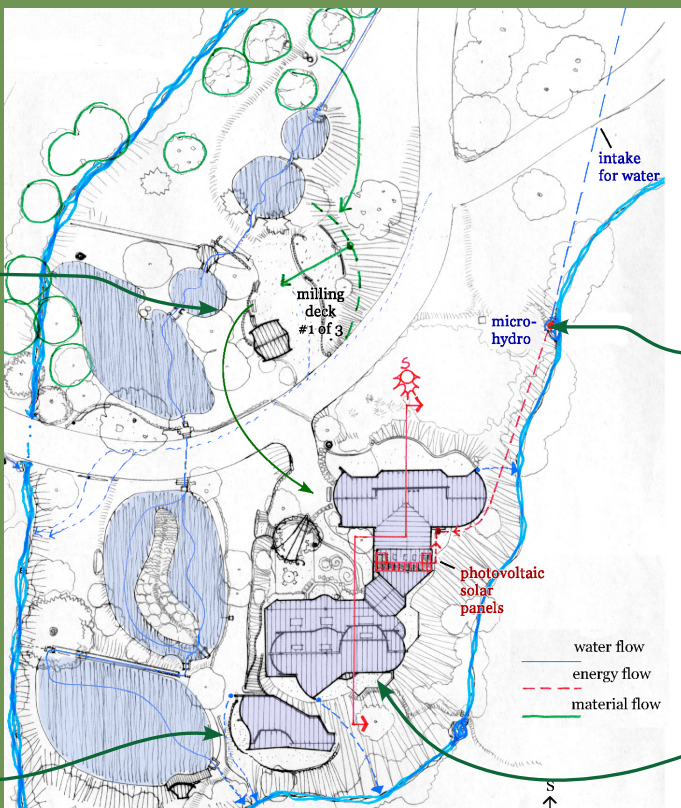 intake
for water
milling
deck
#1 of 3
micro-
hydro
S
photovoltaic
solar
panels
water flow
energy flow
material flow
S